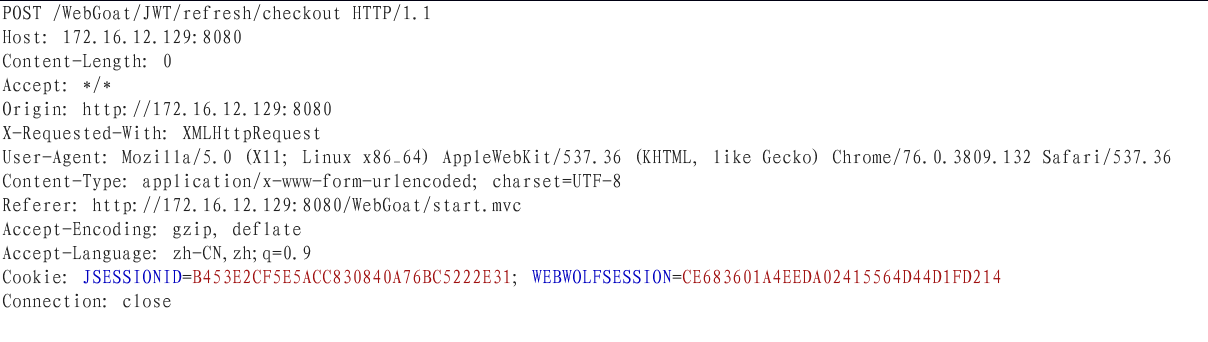 POST /WebGoat/JWT/refresh/checkout HTTP/1.1
Host: 172.16.12.129:8080
Content-Length: 0
Accept: */*
Origin: http://172.16.12.129:8080
X-Requested-With: XMLHttpRequest
User-Agent: Mozilla/5.0 (X11; Linux x86_64) AppleWebKit/537.36 (KHTML, like Gecko) Chrome/76.0.3809.132 Safari/537.36
Content-Type: application/x-www-form-urlencoded; charset=UTF-8
Referer: http://172.16.12.129:8080/WebGoat/start.mvc
Accept-Encoding: gzip, deflate
Accept-Language: zh-CN,zh;q=0.9
Cookie: JSESSIONID=B453E2CF5E5ACC830840A76BC5222E31; WEBWOLFSESSION=CE683601A4EEDA02415564D44D1FD214
Connection: close